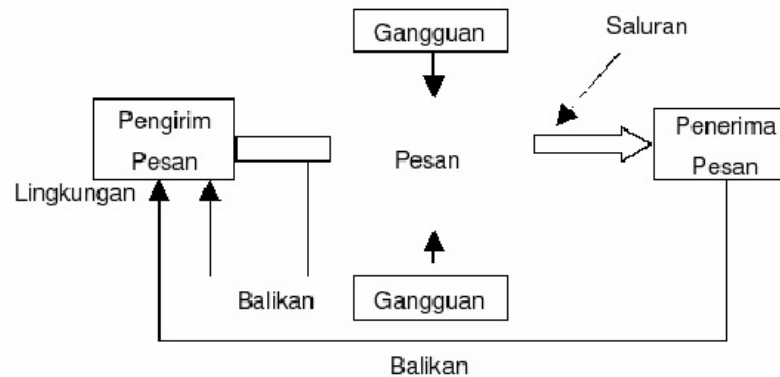 Gangguan
Saluran
Pengirim
Pesan
Pesan
Penerima
Pesan
Lingkungan
Balikan
Gangguan
Balikan